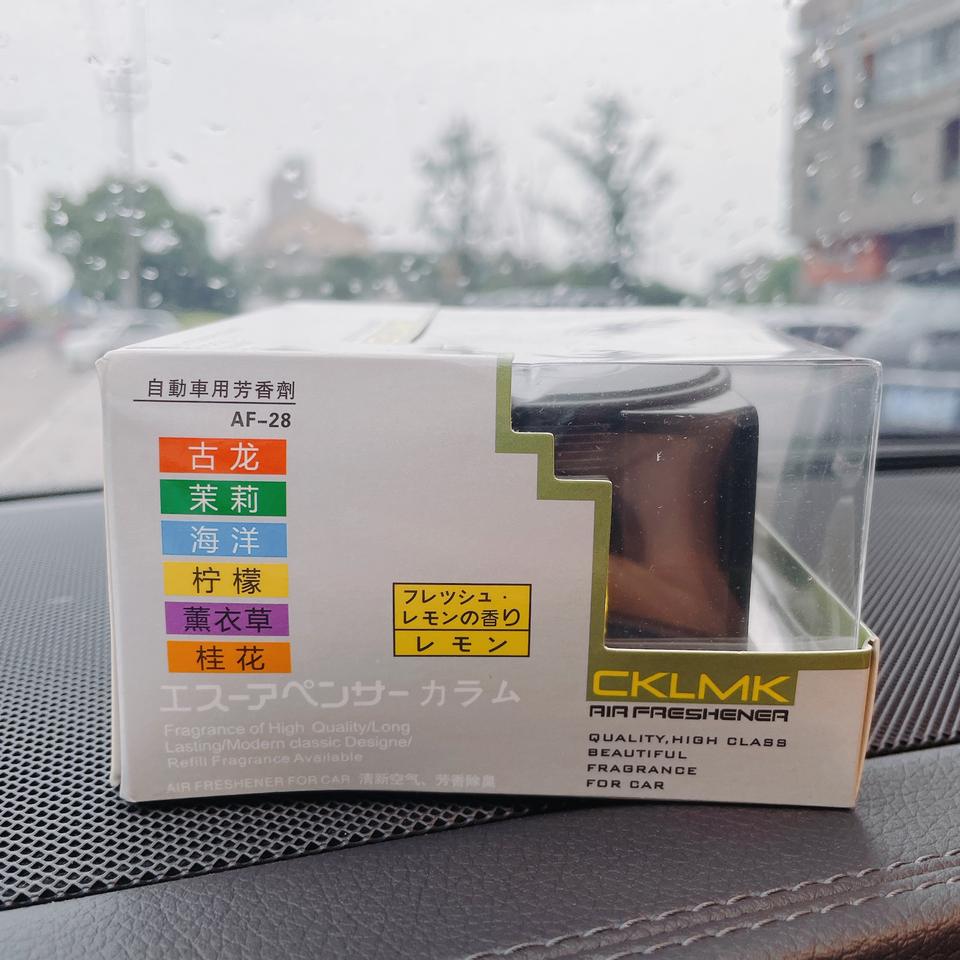 自動車用芳香劑
AF-28
古龙
茉莉
海洋
柠檬
薰衣草
桂花
フレッシュ・
レモンの香り
レモン
エスーアペンサーカラム
Fragrance of High Quality/Long
Lasting/Modern classic Designe/
Refill Fragrance Available
AIR FRESHENER FOR CAR 清新空气、芳香除臭
CKLMK
AIR FRESHENER
QUALITY,HIGH CLASS
BEAUTIFUL
FRAGRANCE
FOR CAR